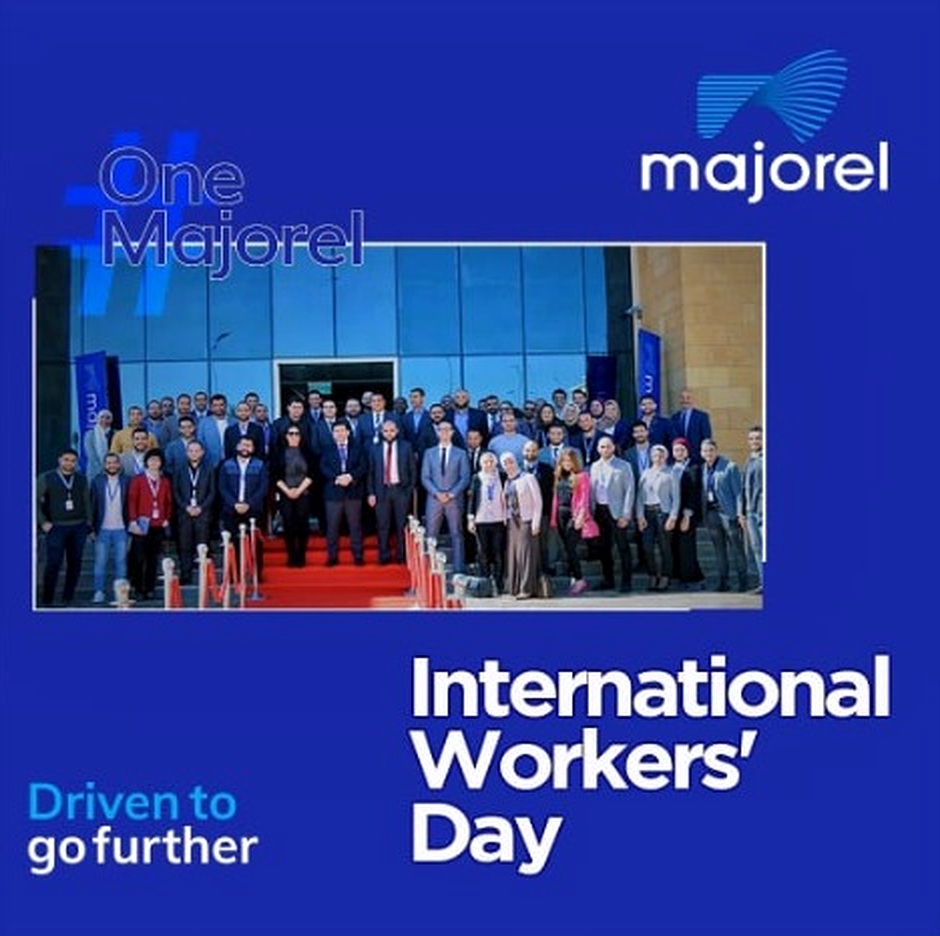 majorel
#
One
Majorel
International
Workers'
Day
Driven to
go further